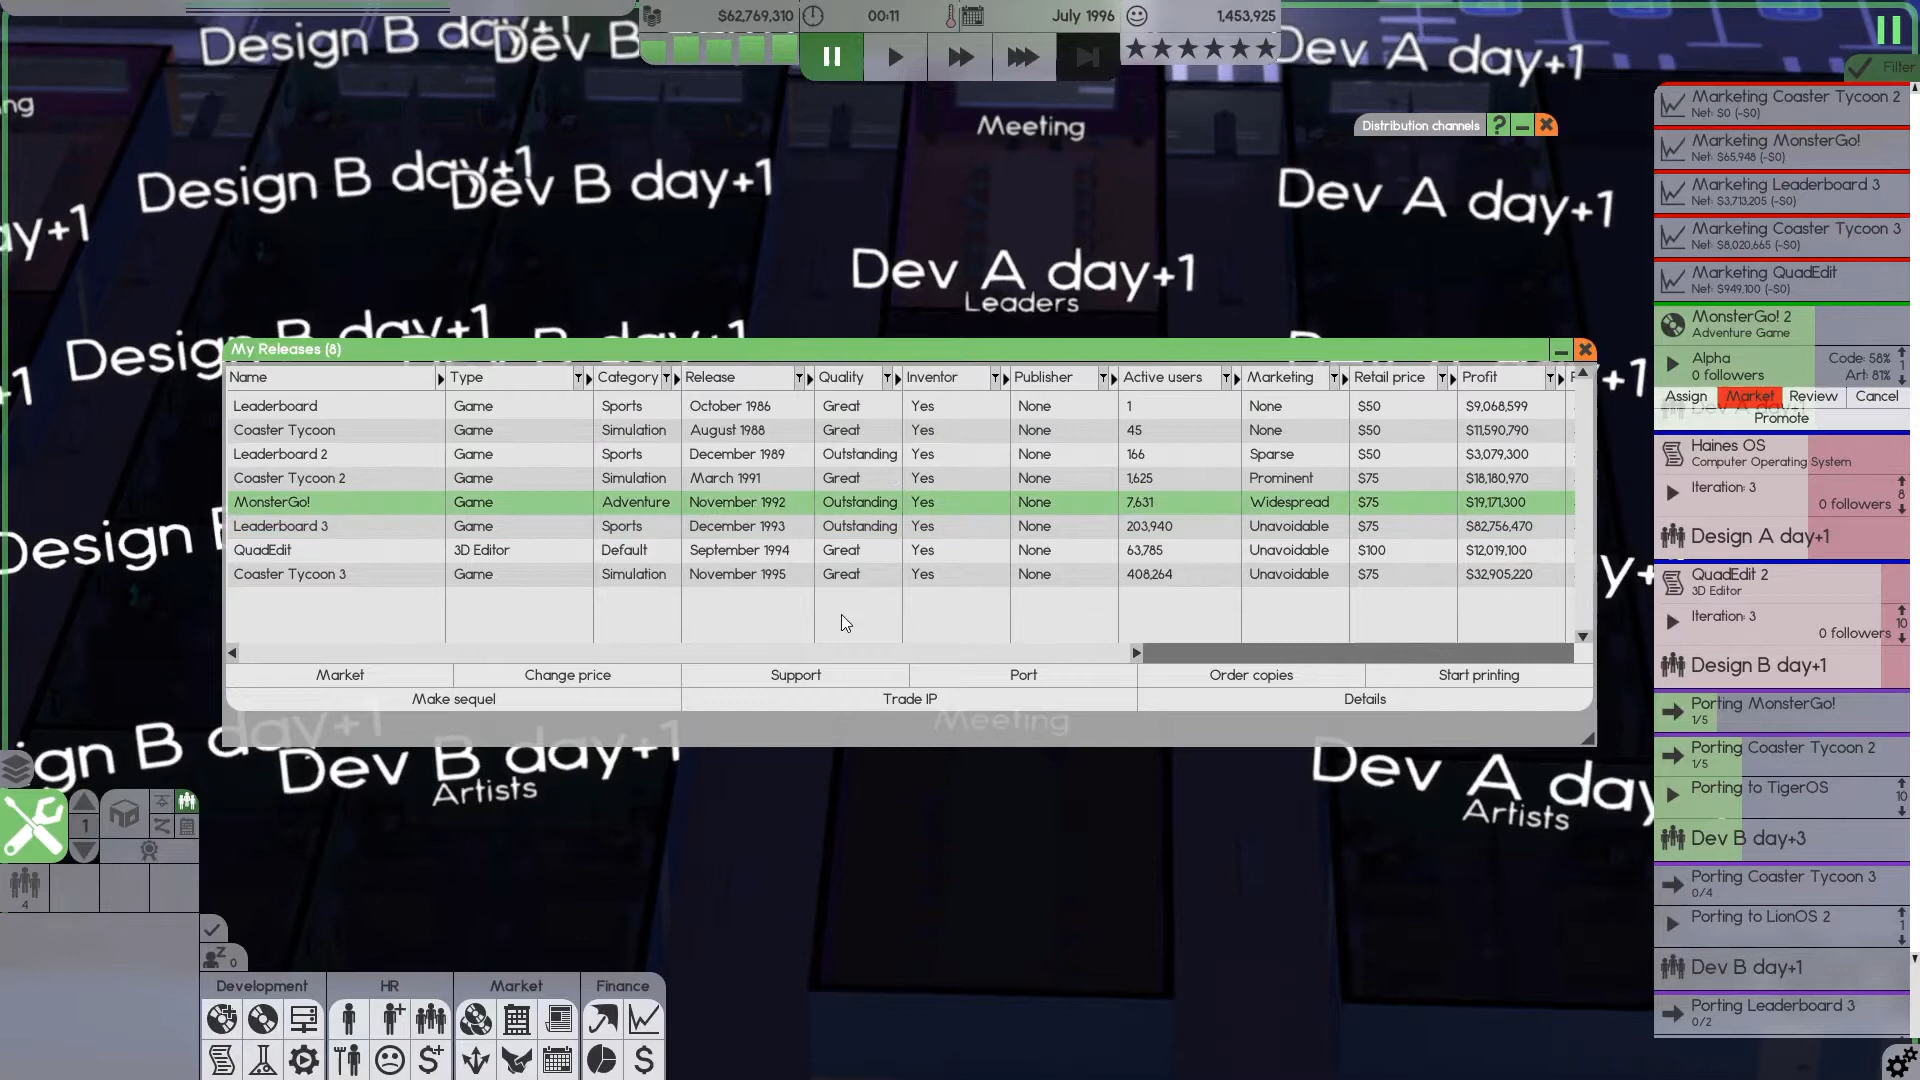 $62,769,310
00:11
July 1996
1,453,925
Filter
Design B day+1
Dev B
Dev A day+1
Meeting
Distribution channels
?
Design B day+1
Dev B day+1
Dev A day+1
Dev A day+1
Leaders
Design B day+1
My Releases (8)
Name Type Category Release Quality Inventor Publisher Active users Marketing Retail price Profit
Leaderboard Game Sports October 1986 Great Yes None 1 None $50 $9,068,599
Coaster Tycoon Game Simulation August 1988 Great Yes None 45 None $50 $11,590,790
Leaderboard 2 Game Sports December 1989 Outstanding Yes None 166 Sparse $50 $3,079,300
Coaster Tycoon 2 Game Simulation March 1991 Great Yes None 1,625 Prominent $75 $18,180,970
MonsterGo! Game Adventure November 1992 Outstanding Yes None 7,631 Widespread $75 $19,171,300
Leaderboard 3 Game Sports December 1993 Outstanding Yes None 203,940 Unavoidable $75 $82,756,470
QuadEdit 3D Editor Default September 1994 Great Yes None 63,785 Unavoidable $100 $12,019,100
Coaster Tycoon 3 Game Simulation November 1995 Great Yes None 408,264 Unavoidable $75 $32,905,220
Market Change price Support Port Order copies Start printing
Make sequel Trade IP Details
Meeting
Dev B day+1
Artists
Dev A day
Artists
Marketing Coaster Tycoon 2
Net: $0 (-$0)
Marketing MonsterGo!
Net: $65,948 (-$0)
Marketing Leaderboard 3
Net: $3,713,205 (-$0)
Marketing Coaster Tycoon 3
Net: $8,020,665 (-$0)
Marketing QuadEdit
Net: $949,100 (-$0)
MonsterGo! 2
Adventure Game
Alpha
0 followers
Code: 58%
Art: 81%
1
Assign Market Review Cancel
Promote
Haines OS
Computer Operating System
Iteration: 3
0 followers
8
Design A day+1
QuadEdit 2
3D Editor
Iteration: 3
0 followers
10
Design B day+1
Porting MonsterGo!
1/5
Porting Coaster Tycoon 2
1/5
Porting to TigerOS
10
Dev B day+3
Porting Coaster Tycoon 3
0/4
Porting to LionOS 2
1
Dev B day+1
Porting Leaderboard 3
0/2
1
4
Z
0
Development HR Market Finance